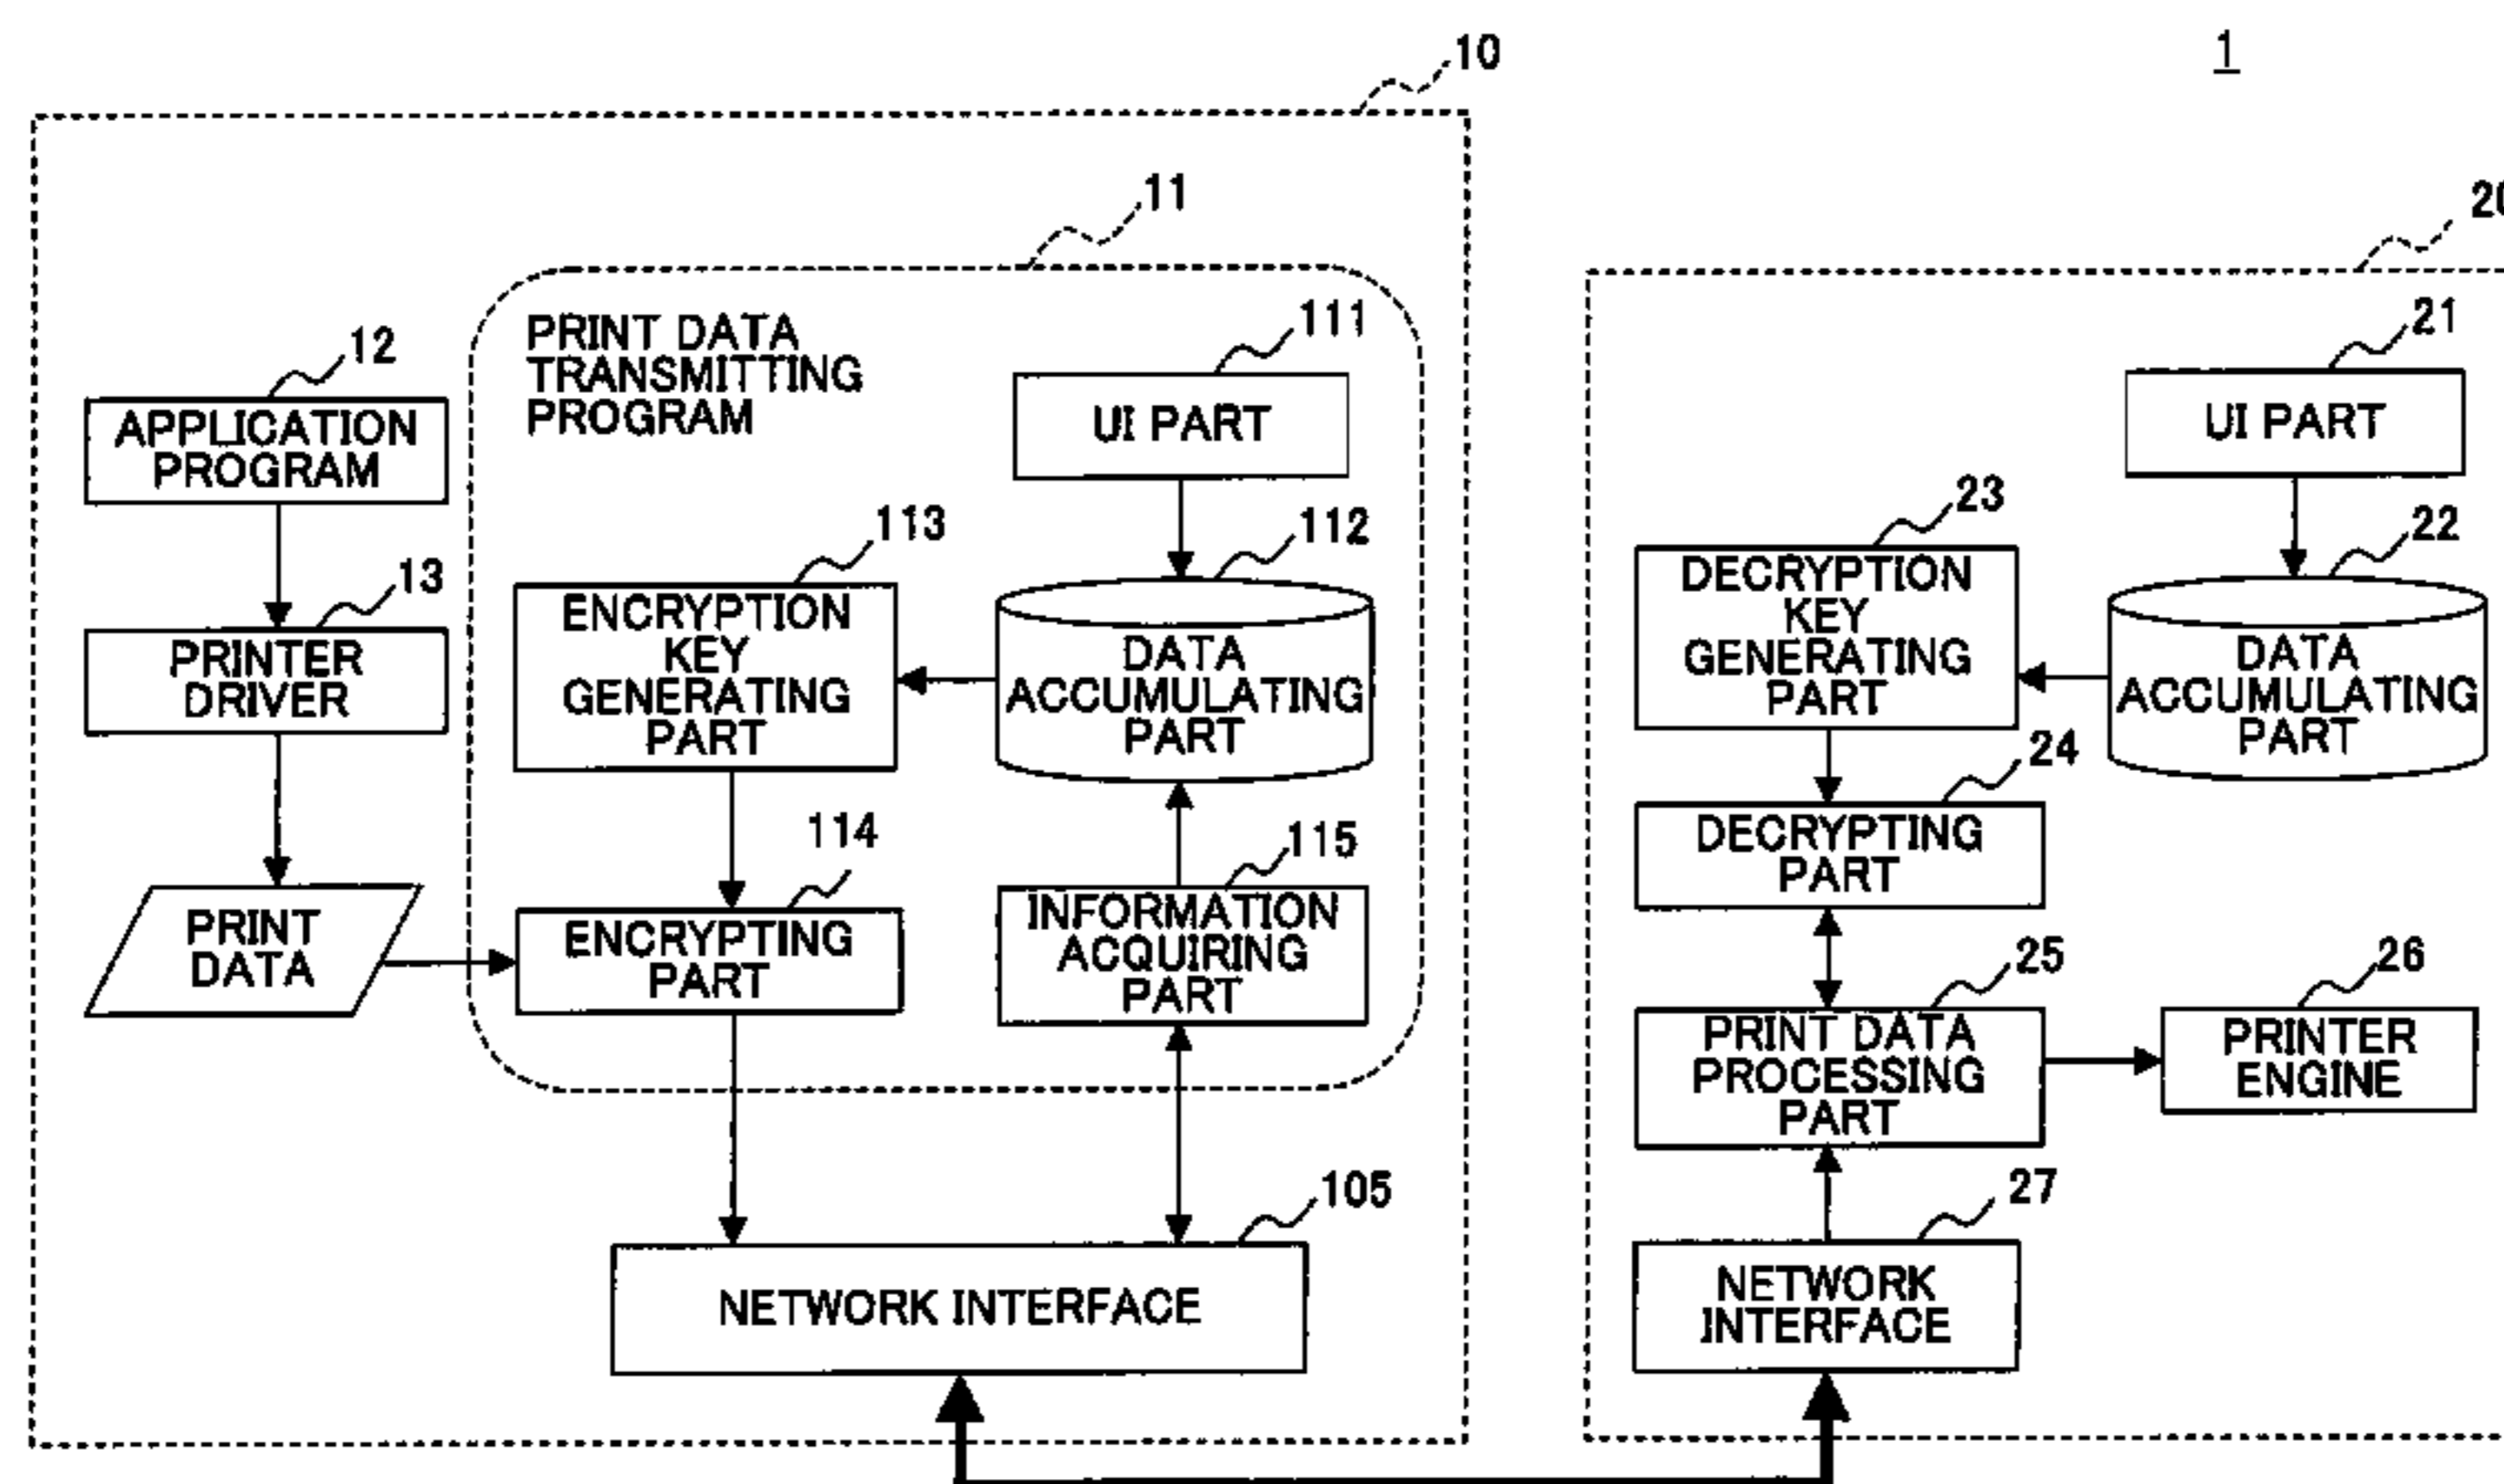 1
10
11
20
12
APPLICATION
PROGRAM
13
PRINTER
DRIVER
PRINT
DATA
PRINT DATA
TRANSMITTING
PROGRAM
111
UI PART
113
ENCRYPTION
KEY
GENERATING
PART
112
DATA
ACCUMULATING
PART
114
ENCRYPTING
PART
115
INFORMATION
ACQUIRING
PART
105
NETWORK INTERFACE
21
UI PART
23
DECRYPTION
KEY
GENERATING
PART
22
DATA
ACCUMULATING
PART
24
DECRYPTING
PART
25
PRINT DATA
PROCESSING
PART
26
PRINTER
ENGINE
27
NETWORK
INTERFACE